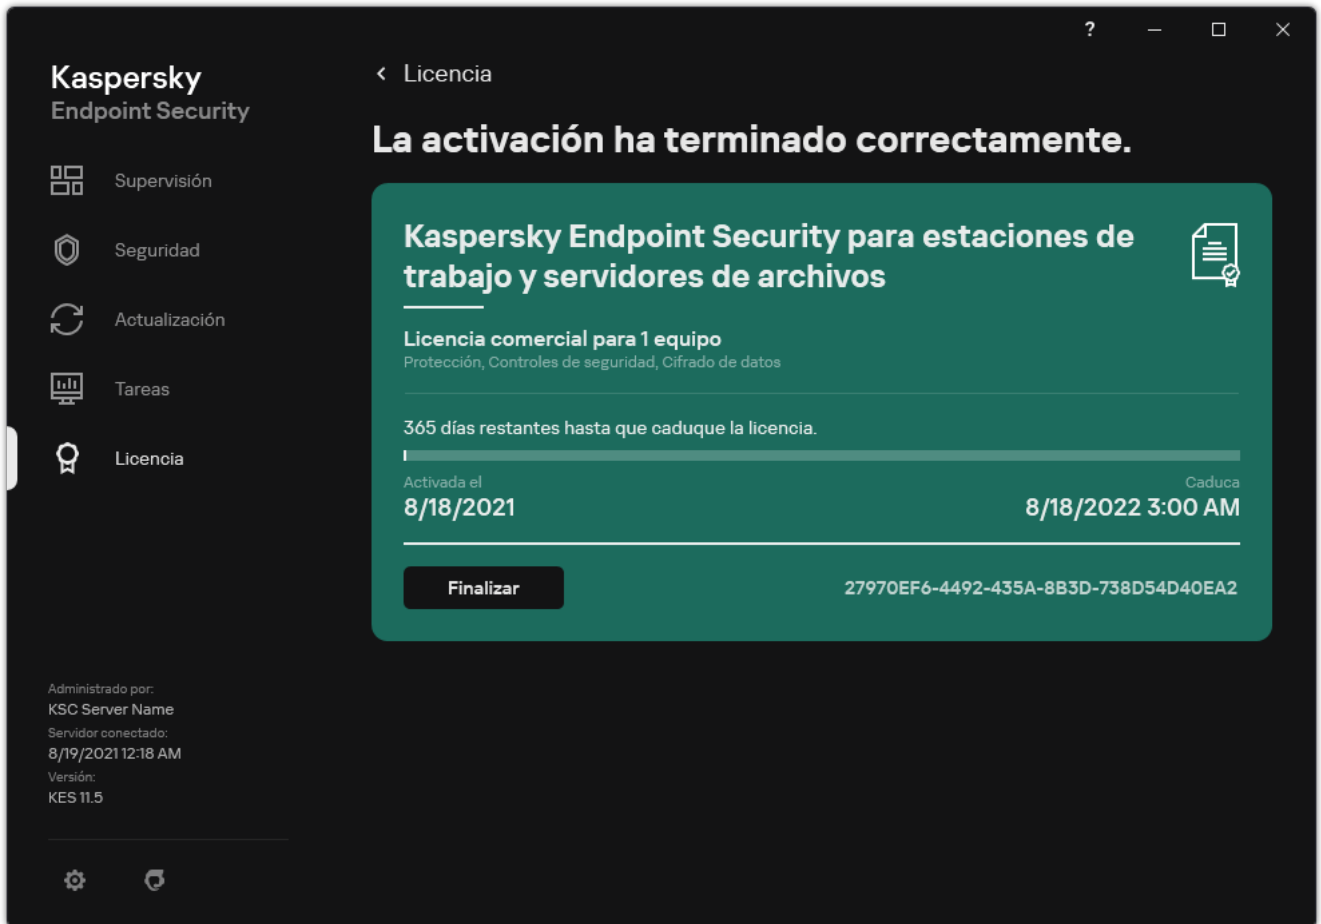 ?
Kaspersky
Endpoint Security
Supervisión
Seguridad
Actualización
Tareas
Licencia
Administrado por:
KSC Server Name
Servidor conectado:
8/19/2021 12:18 AM
Versión:
KES 11.5
Licencia
La activación ha terminado correctamente.
Kaspersky Endpoint Security para estaciones de
trabajo y servidores de archivos
Licencia comercial para 1 equipo
Protección, Controles de seguridad, Cifrado de datos
365 días restantes hasta que caduque la licencia.
Activada el
8/18/2021
Caduca
8/18/2022 3:00 AM
Finalizar
27970EF6-4492-435A-8B3D-738D54D40EA2